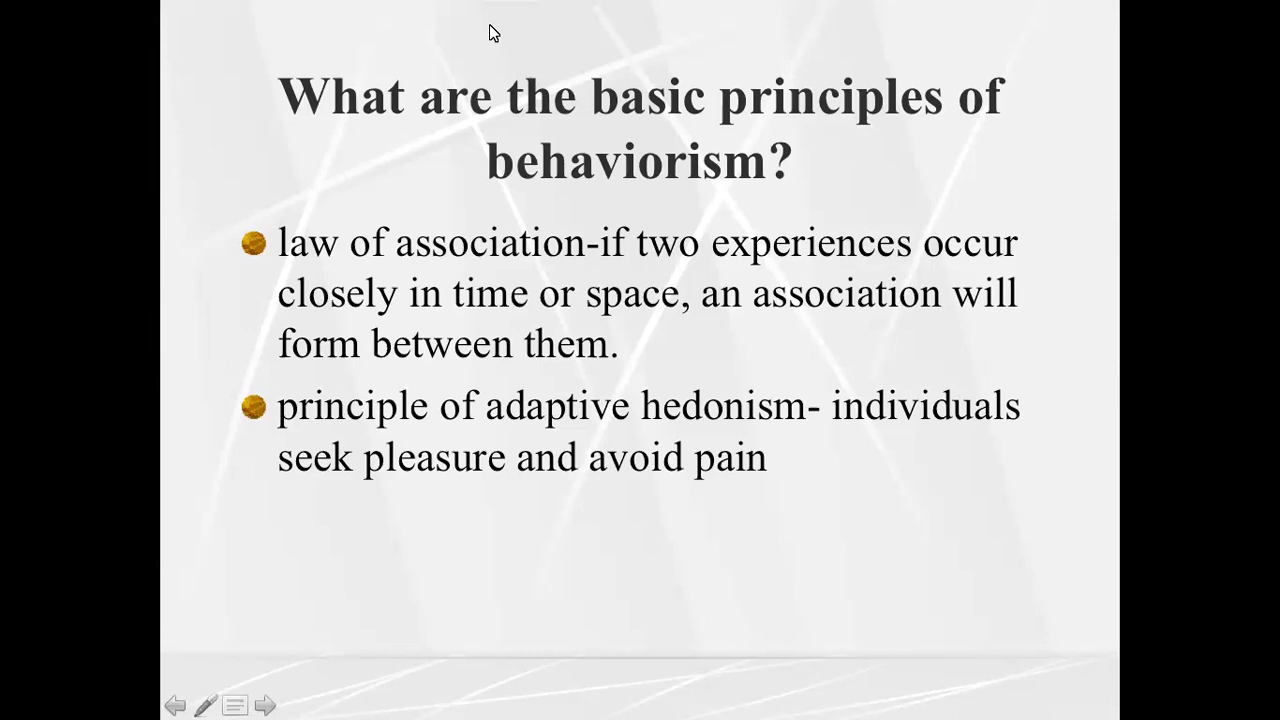 What are the basic principles of
behaviorism?
law of association-if two experiences occur
closely in time or space, an association will
form between them.
principle of adaptive hedonism- individuals
seek pleasure and avoid pain